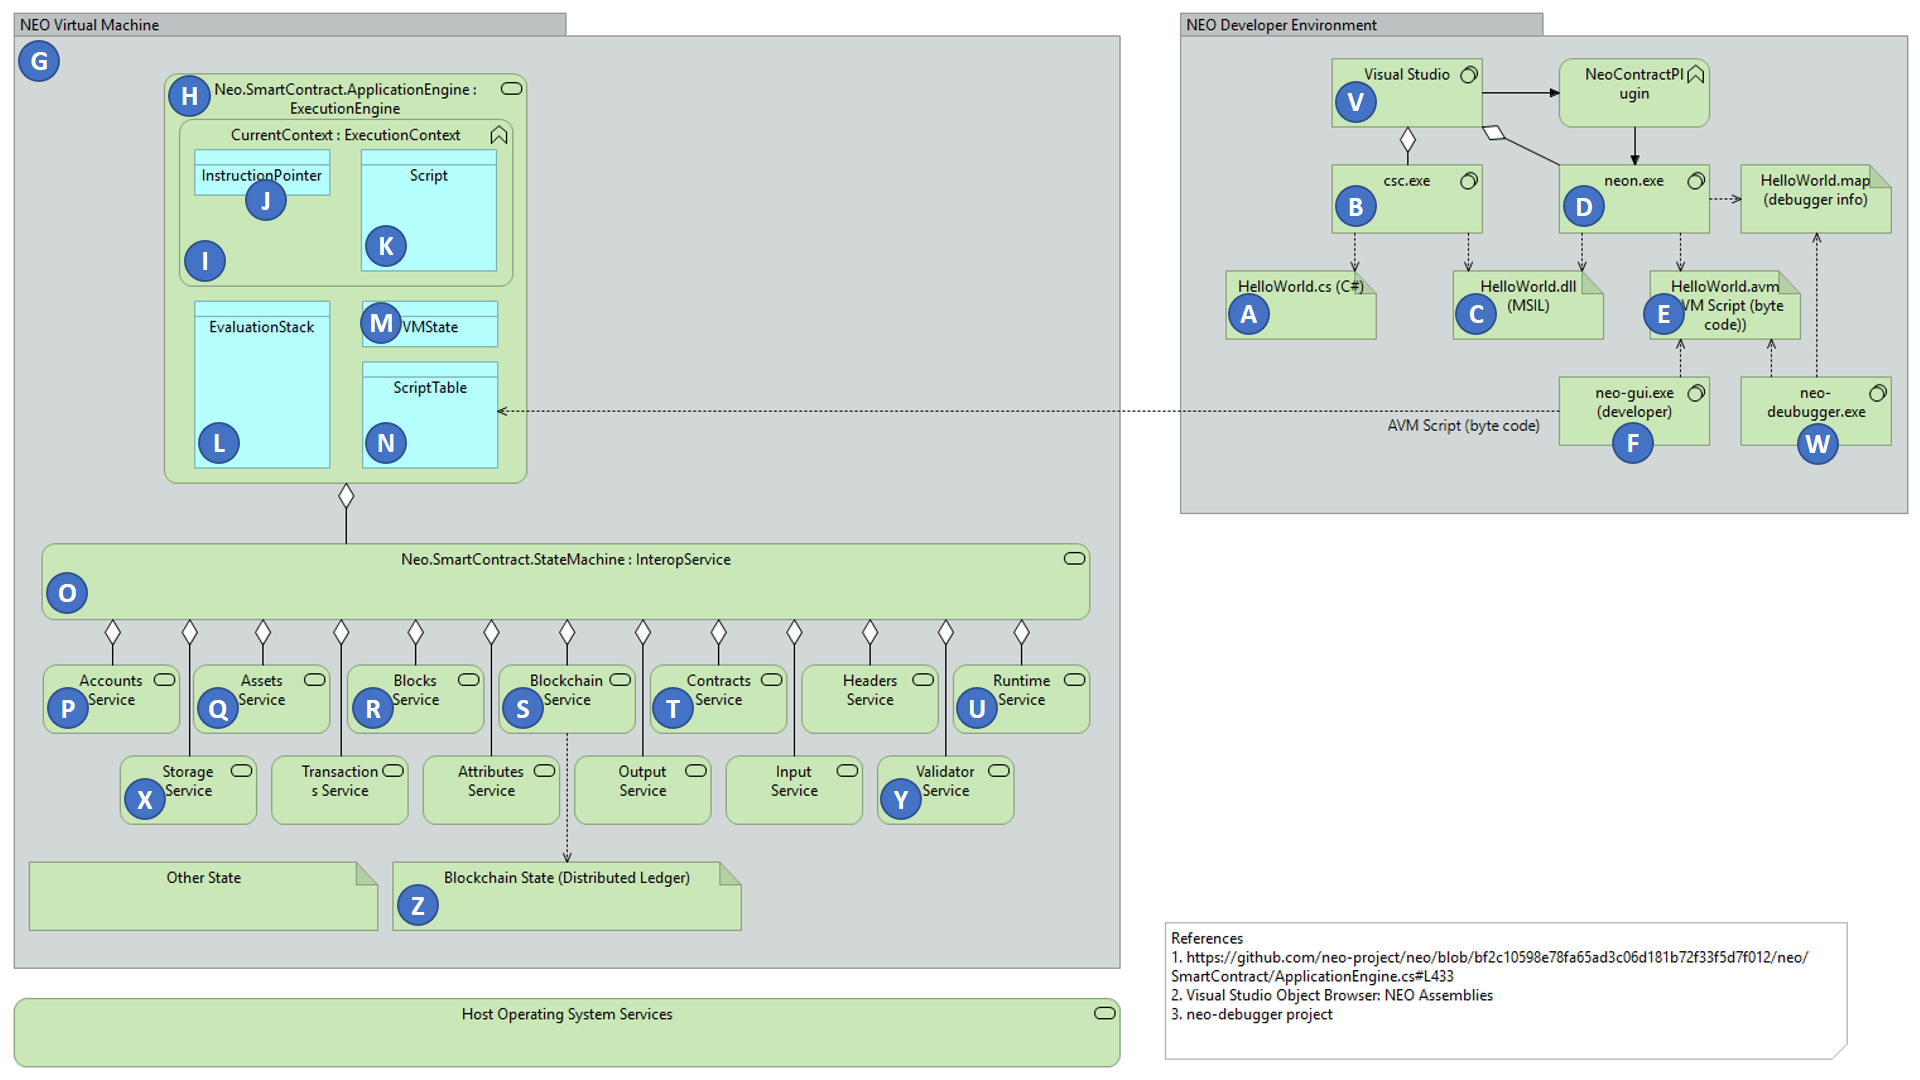 NEO Virtual Machine
G
H
Neo.SmartContract.ApplicationEngine :
ExecutionEngine
CurrentContext : ExecutionContext
InstructionPointer
J
Script
K
I
EvaluationStack
L
M
VMState
ScriptTable
N
Neo.SmartContract.StateMachine : InteropService
O
Accounts
Service
P
Assets
Service
Q
Blocks
Service
R
Blockchain
Service
S
Contracts
Service
T
Headers
Service
Runtime
Service
U
Storage
Service
X
Transaction
s Service
Attributes
Service
Output
Service
Input
Service
Validator
Service
Y
Other State
Blockchain State (Distributed Ledger)
Z
Host Operating System Services
NEO Developer Environment
Visual Studio
V
NeoContractPl
ugin
csc.exe
B
neon.exe
D
HelloWorld.map
(debugger info)
HelloWorld.cs (C#)
A
HelloWorld.dll
(MSIL)
C
HelloWorld.avm
VM Script (byte
code))
E
neo-gui.exe
(developer)
F
neo-
deubugger.exe
W
AVM Script (byte code)
References
1. https://github.com/neo-project/neo/blob/bf2c10598e78fa65ad3c06d181b72f33f5d7f012/neo/
SmartContract/ApplicationEngine.cs#L433
2. Visual Studio Object Browser: NEO Assemblies
3. neo-debugger project